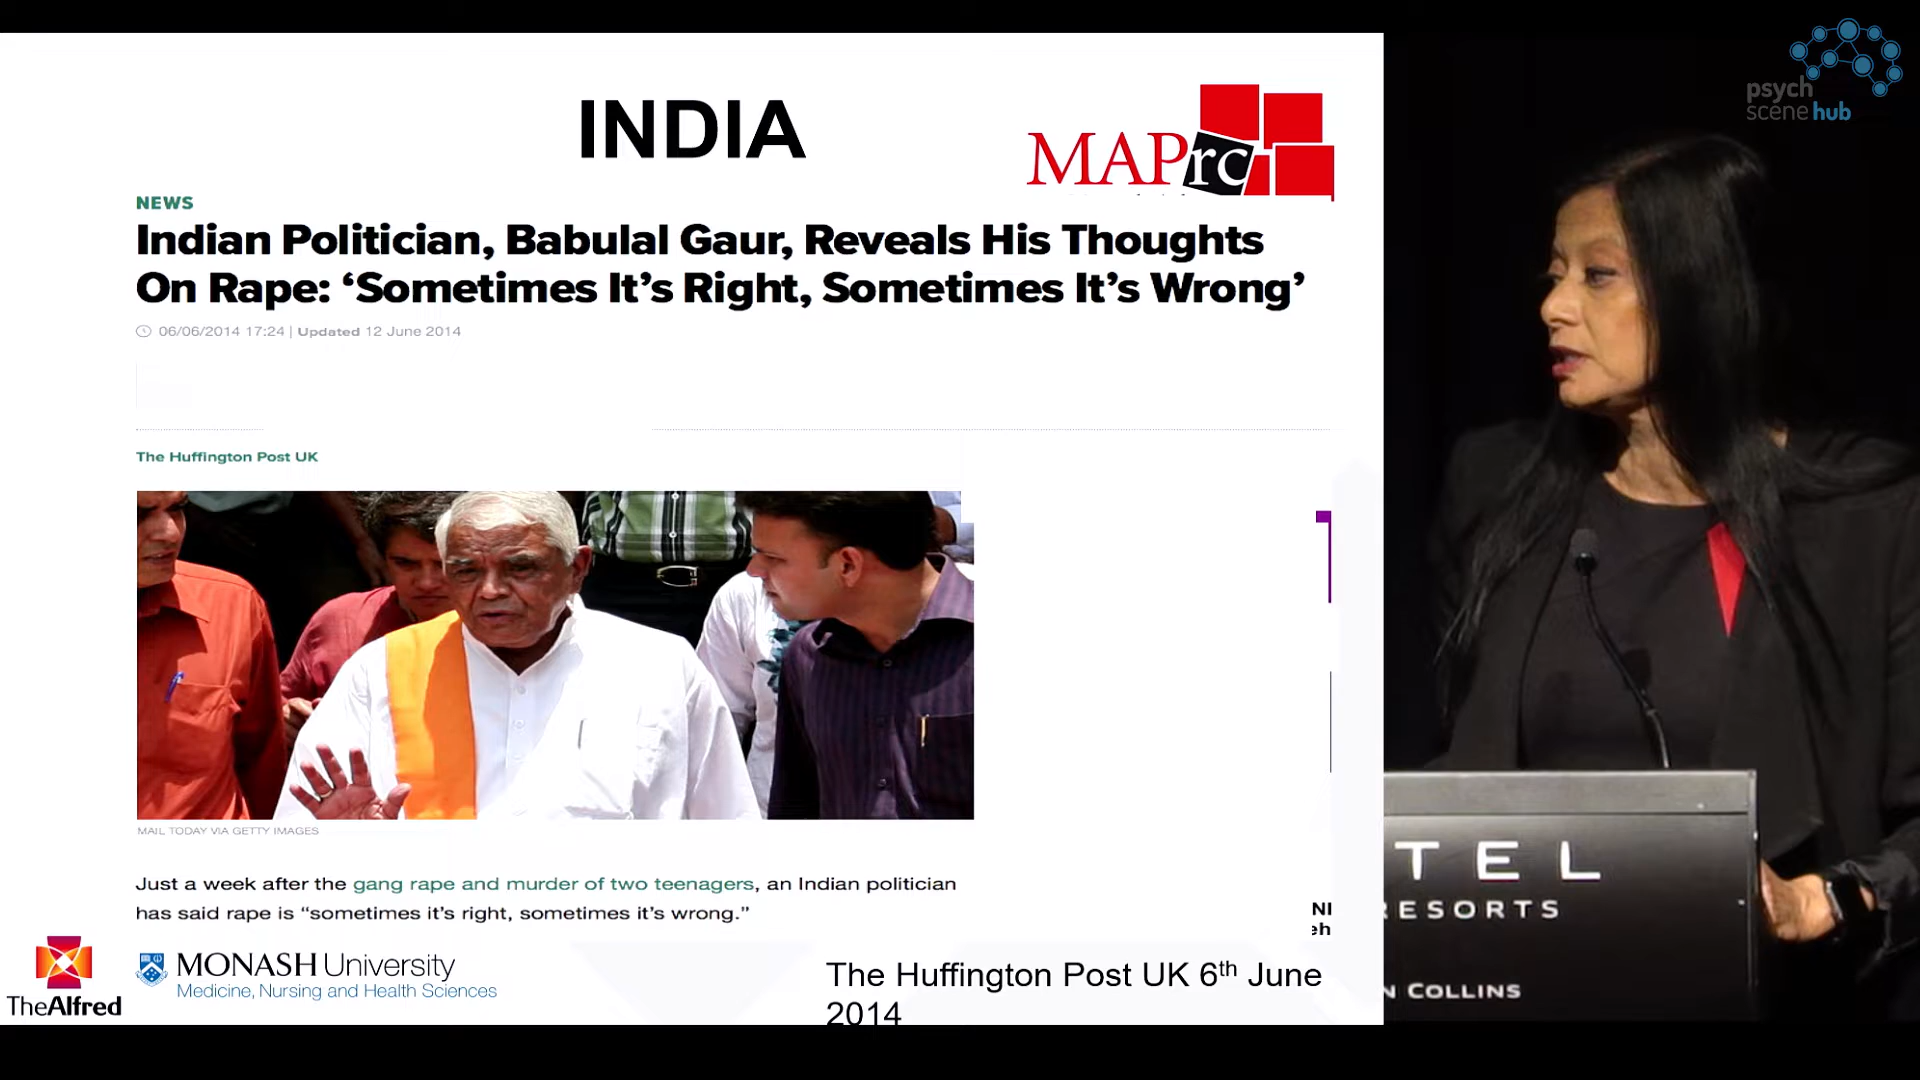 INDIA
MAPrc
psych
scene hub
NEWS
Indian Politician, Babulal Gaur, Reveals His Thoughts
On Rape: ‘Sometimes It’s Right, Sometimes It’s Wrong’
06/06/2014 17:24 | Updated 12 June 2014
The Huffington Post UK
MAIL TODAY VIA GETTY IMAGES
Just a week after the gang rape and murder of two teenagers, an Indian politician
has said rape is “sometimes it’s right, sometimes it’s wrong.”
NI
eh
TheAlfred
MONASH University
Medicine, Nursing and Health Sciences
The Huffington Post UK 6th June
2014
TEL
RESORTS
N COLLINS